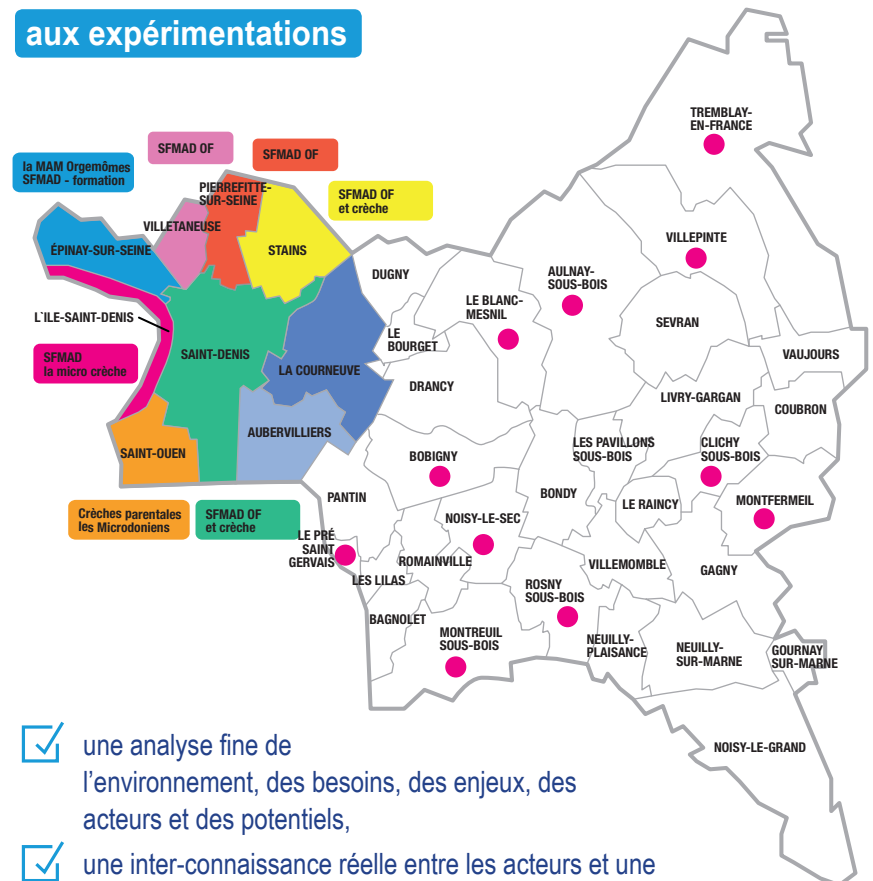 aux expérimentations
TREMBLAY-
EN-FRANCE
SFMAD OF
SFMAD OF
la MAM Orgemômes
SFMAD - formation
PIERREFITTE-
SUR-SEINE
SFMAD OF
et crèche
VILLETANEUSE
ÉPINAY-SUR-SEINE
STAINS
VILLEPINTE
DUGNY
AULNAY-
SOUS-BOIS
LE BLANC-
MESNIL
L`ILE-SAINT-DENIS
SEVRAN
LE
BOURGET
SAINT-DENIS
VAUJOURS
SFMAD
la micro crèche
LA COURNEUVE
DRANCY
LIVRY-GARGAN
COUBRON
AUBERVILLIERS
LES PAVILLONS
SOUS-BOIS
CLICHY
SOUS-BOIS
SAINT-OUEN
BOBIGNY
BONDY
PANTIN
LE RAINCY
MONTFERMEIL
Crèches parentales
les Microdoniens
SFMAD OF
et crèche
NOISY-LE-SEC
LE PRÉ
SAINT
GERVAIS
ROMAINVILLE
VILLEMOMBLE
GAGNY
LES LILAS
ROSNY
SOUS-BOIS
BAGNOLET
MONTREUIL
SOUS-BOIS
NEUILLY-
PLAISANCE
NEUILLY-
SUR-MARNE
GOURNAY
SUR-MARNE
NOISY-LE-GRAND
une analyse fine de
l’environnement, des besoins, des enjeux, des
acteurs et des potentiels,
une inter-connaissance réelle entre les acteurs et une